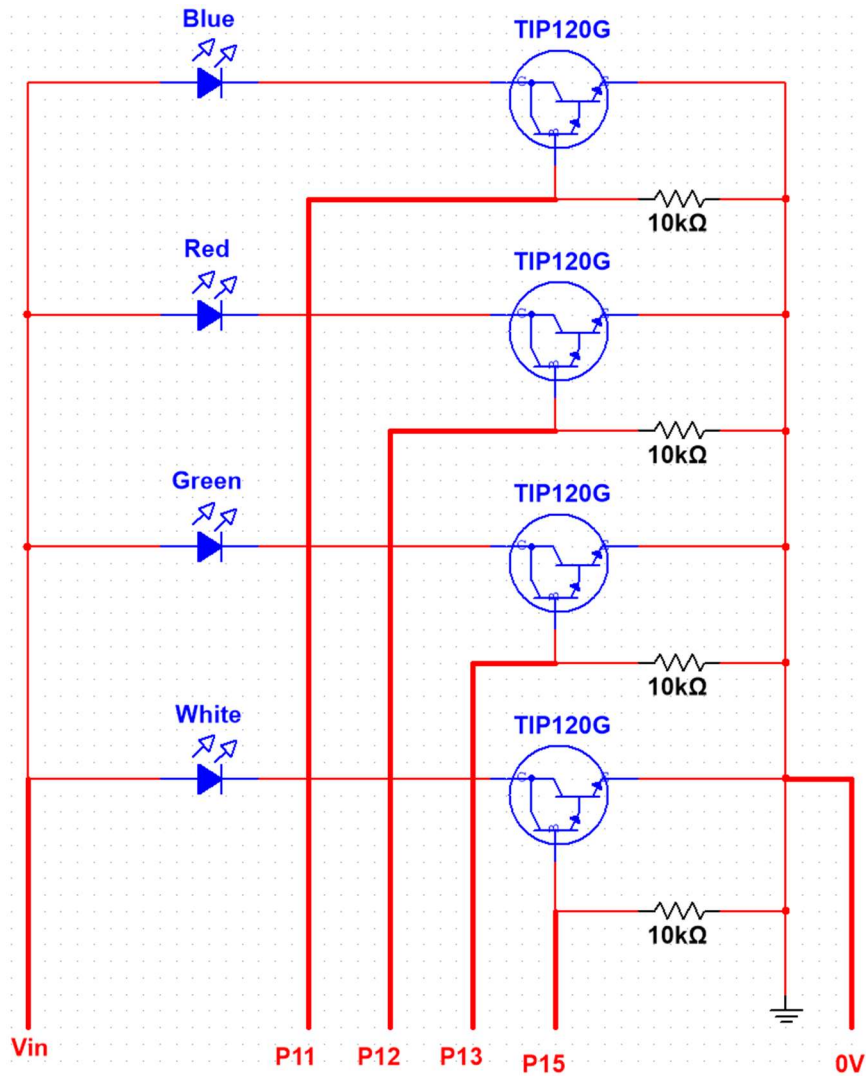 Blue
TIP120G
10kΩ
Red
TIP120G
10kΩ
Green
TIP120G
10kΩ
White
TIP120G
10kΩ
Vin
P11
P12
P13
P15
0V